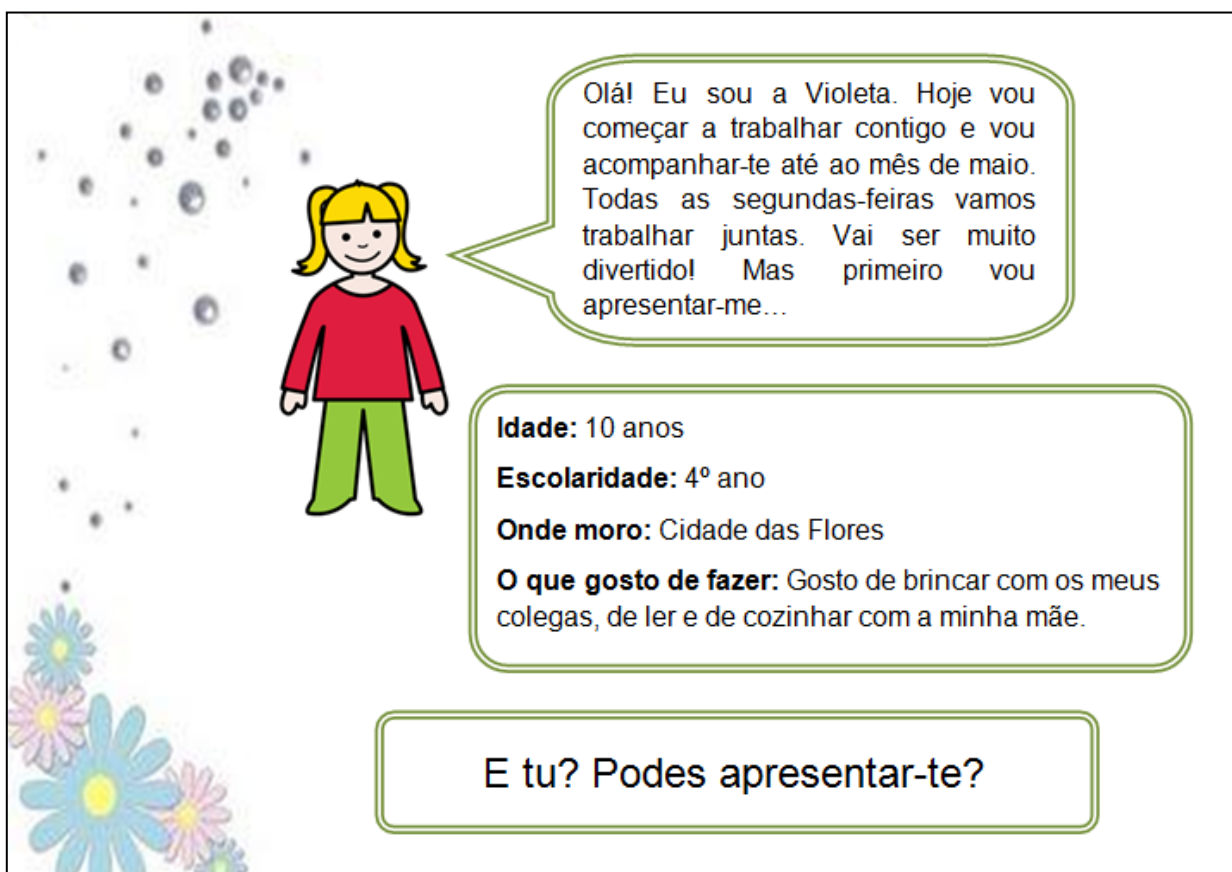 Olá! Eu sou a Violeta. Hoje vou
começar a trabalhar contigo e vou
acompanhar-te até ao mês de maio.
Todas as segundas-feiras vamos
trabalhar juntas. Vai ser muito
divertido! Mas primeiro vou
apresentar-me...
Idade: 10 anos
Escolaridade: 4º ano
Onde moro: Cidade das Flores
O que gosto de fazer: Gosto de brincar com os meus
colegas, de ler e de cozinhar com a minha mãe.
E tu? Podes apresentar-te?